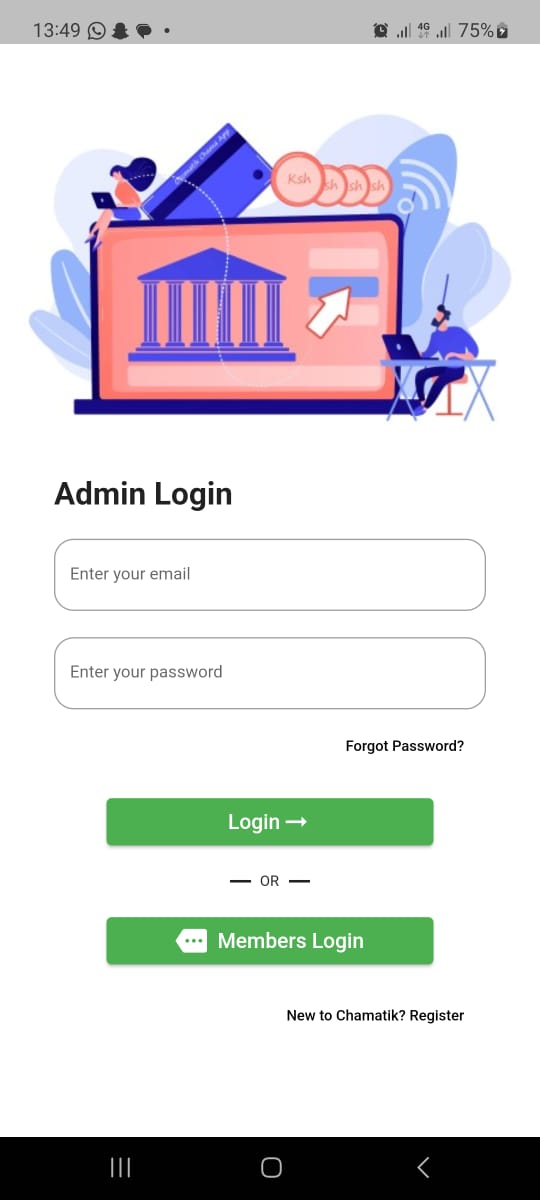 13:49
4G
75%
Chamatik Chama App
Ksh
sh
sh
sh
Admin Login
Enter your email
Enter your password
Forgot Password?
Login →
OR
Members Login
New to Chamatik? Register